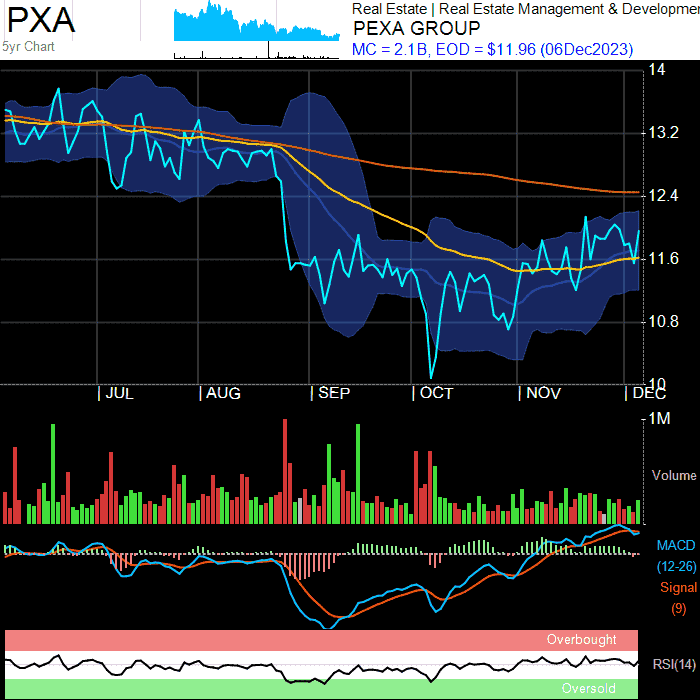 PXA
5yr Chart
Real Estate | Real Estate Management & Developmen
PEXA GROUP
MC = 2.1B, EOD = $11.96 (06Dec2023)
14
13.2
12.4
11.6
10.8
10
| JUL | AUG | SEP | OCT | NOV | DEC
1M
Volume
MACD
(12-26)
Signal
(9)
Overbought
RSI(14)
Oversold